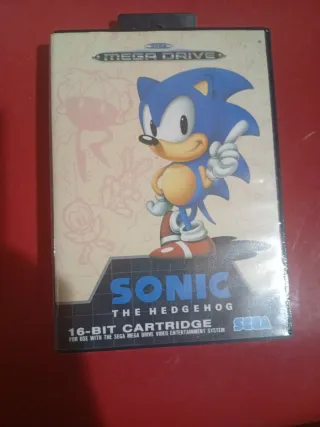 SEGA
MEGA DRIVE
SONIC
THE HEDGEHOG
16-BIT CARTRIDGE
FOR USE WITH THE SEGA MEGA DRIVE VIDEO ENTERTAINMENT SYSTEM
SEGA